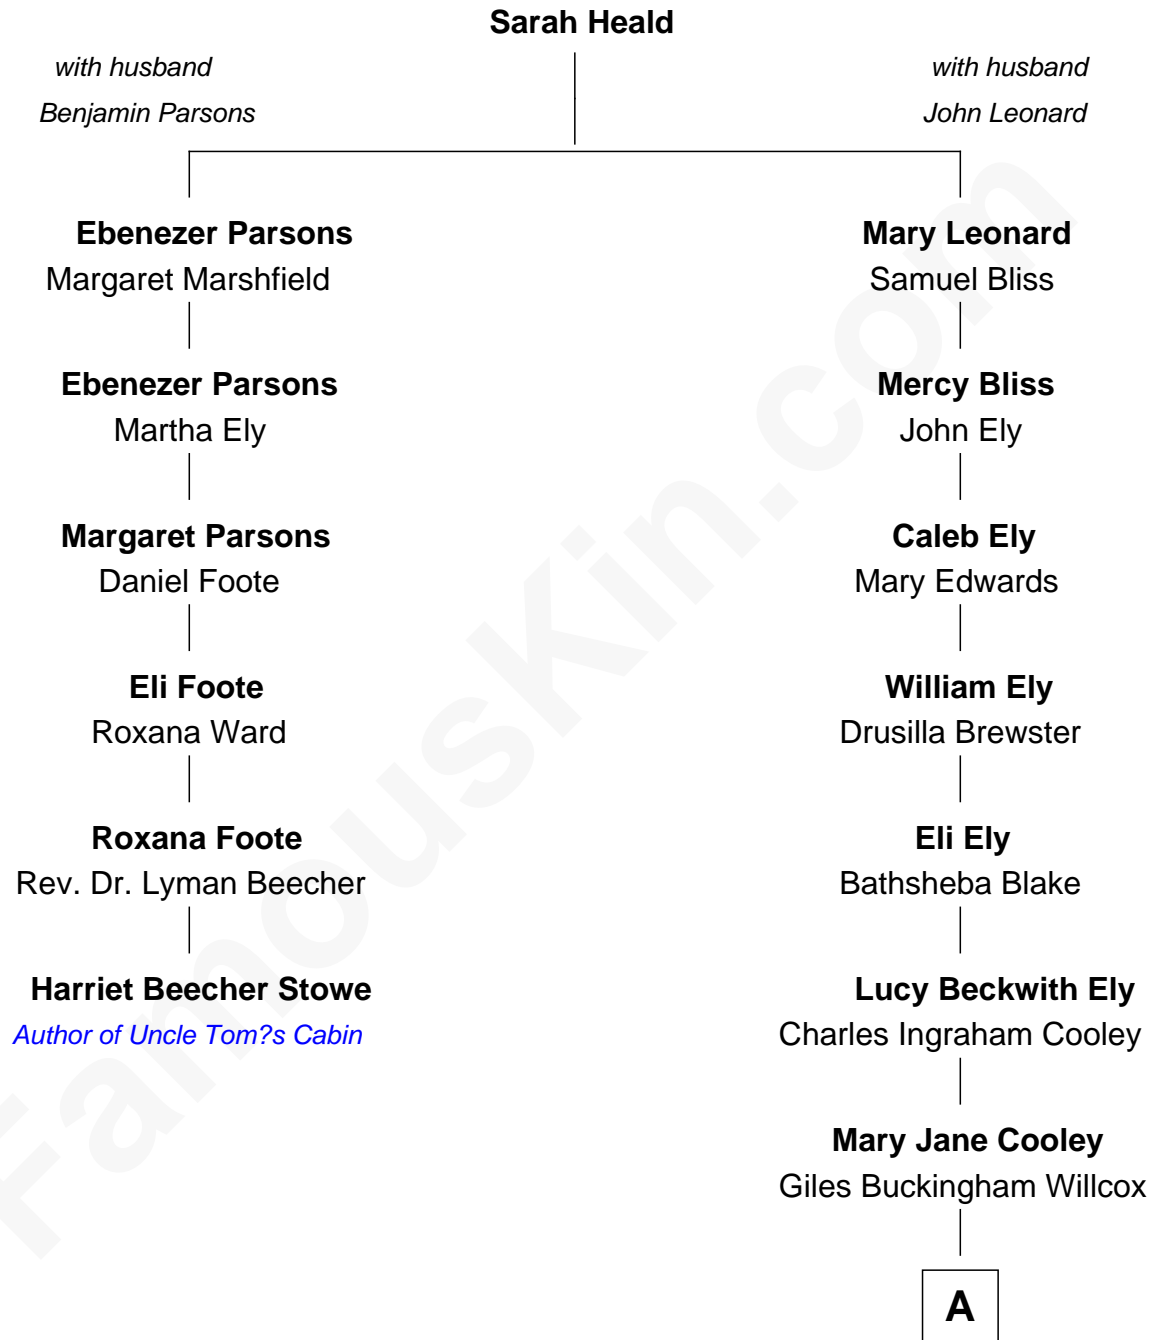 Sarah Heald
with husband
Benjamin Parsons
with husband
John Leonard
Ebenezer Parsons
Margaret Marshfield
Mary Leonard
Samuel Bliss
Ebenezer Parsons
Martha Ely
Mercy Bliss
John Ely
Margaret Parsons
Daniel Foote
Caleb Ely
Mary Edwards
Eli Foote
Roxana Ward
William Ely
Drusilla Brewster
Roxana Foote
Rev. Dr. Lyman Beecher
Eli Ely
Bathsheba Blake
Harriet Beecher Stowe
Author of Uncle Tom?s Cabin
Lucy Beckwith Ely
Charles Ingraham Cooley
Mary Jane Cooley
Giles Buckingham Willcox
A
FamousKin.com